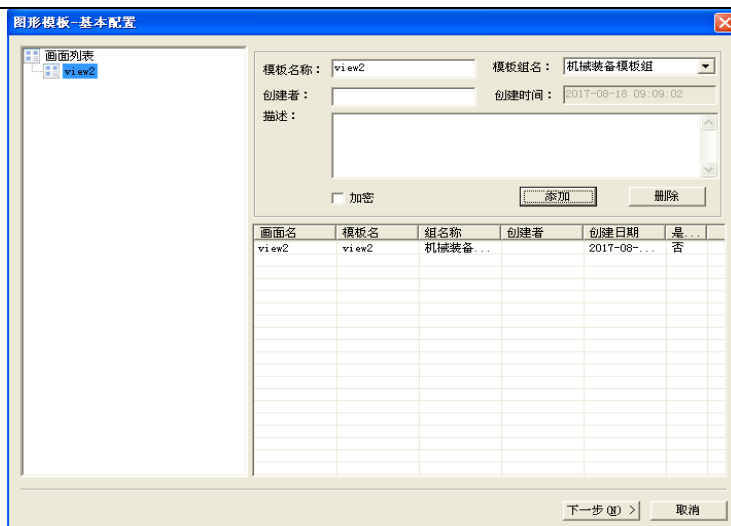 图形模板-基本配置
画面列表
view2
模板名称： view2 模板组名： 机械装备模板组
创建者： 创建时间： 2017-08-18 09:09:02
描述：
加密 添加 删除
画面名 模板名 组名称 创建者 创建日期 是...
view2 view2 机械装备... 2017-08-... 否
下一步(N) > 取消